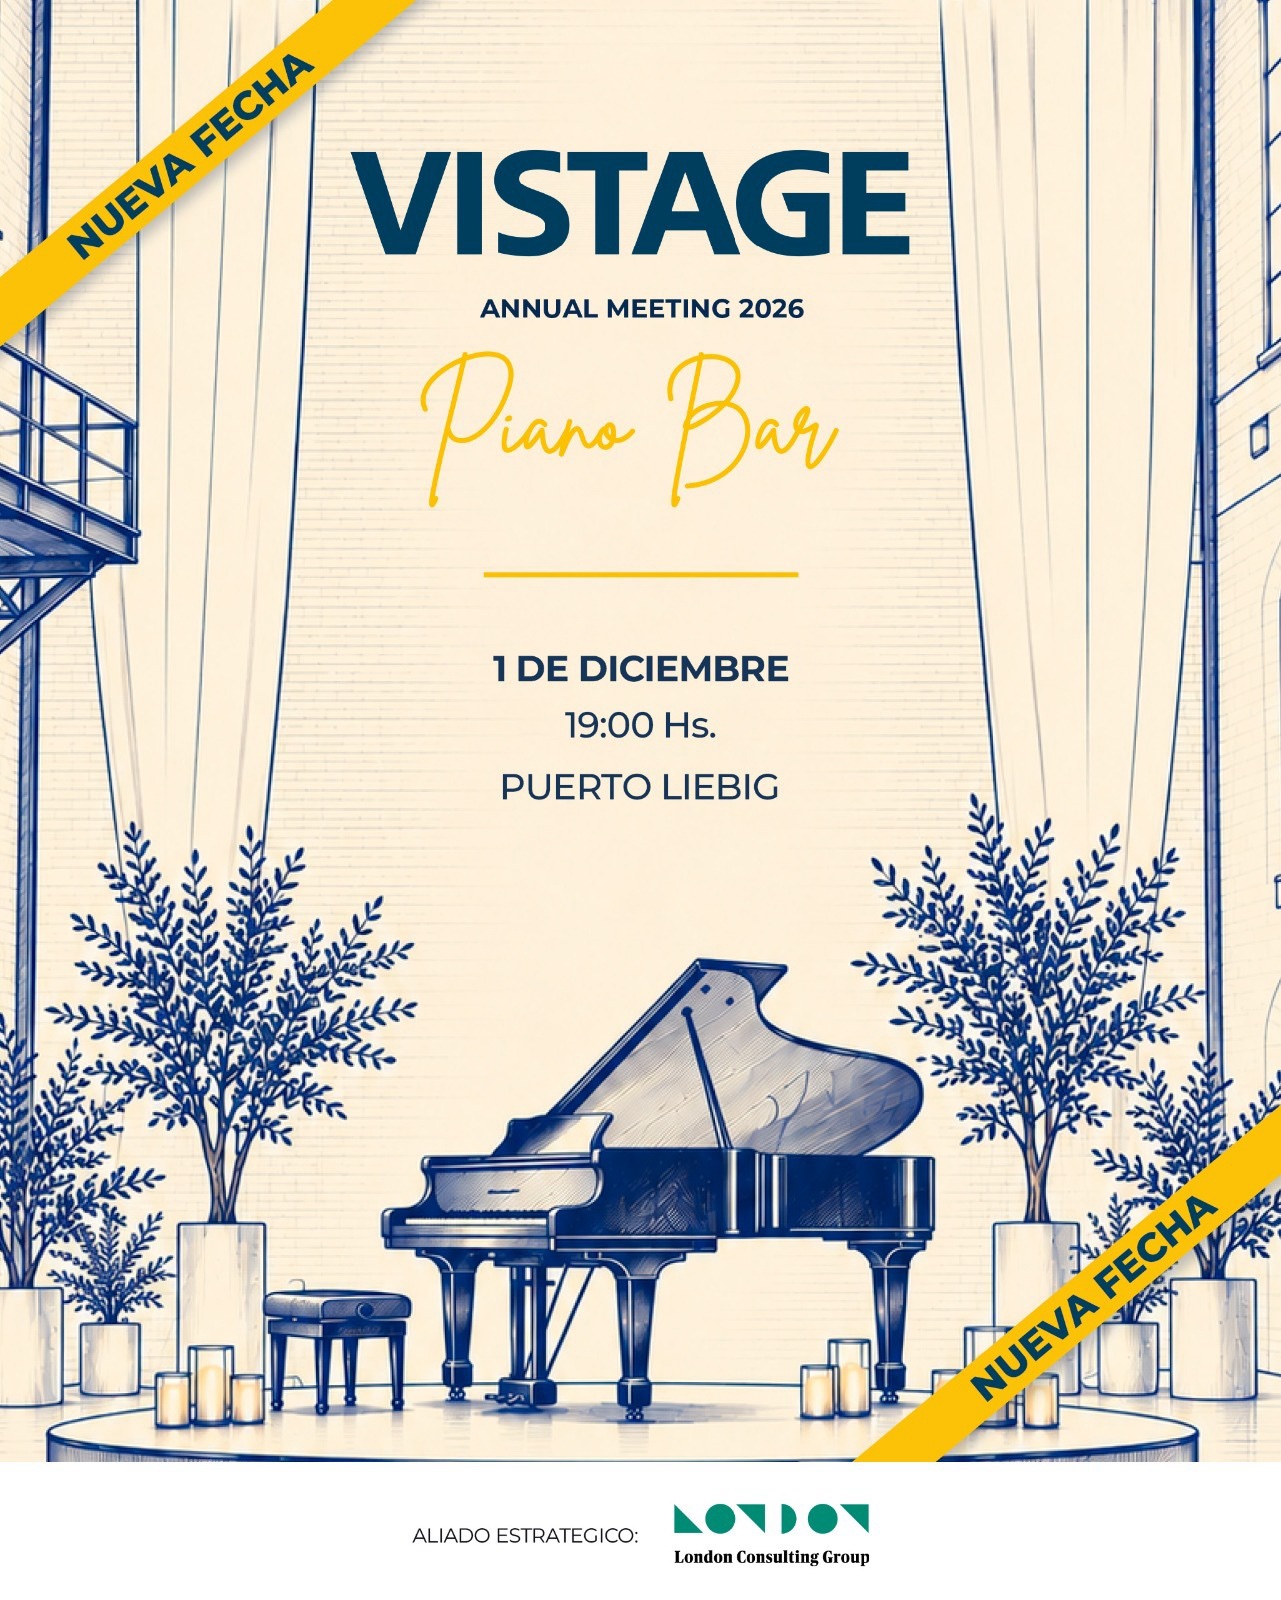 NUEVA FECHA
VISTAGE
ANNUAL MEETING 2026
Piano Bar
1 DE DICIEMBRE
19:00 Hs.
PUERTO LIEBIG
NUEVA FECHA
ALIADO ESTRATEGICO:
LONDON
London Consulting Group